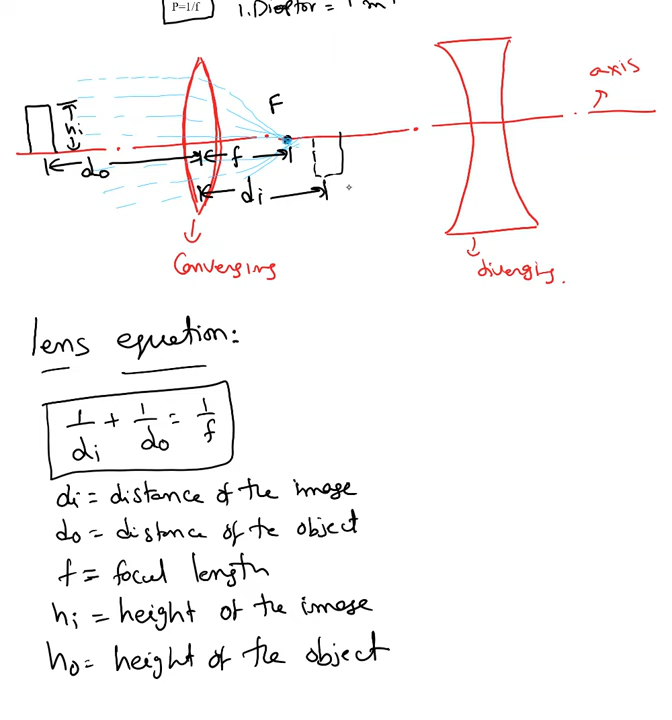 P=1/f
1. Dioptor = 1 m⁻¹
axis
F
hi
do
f
di
Converging
diverging.
lens equation:
1/di + 1/do = 1/f
di = distance of the image
do = distance of te object
f = focal length
hi = height of the image
ho = height of the object